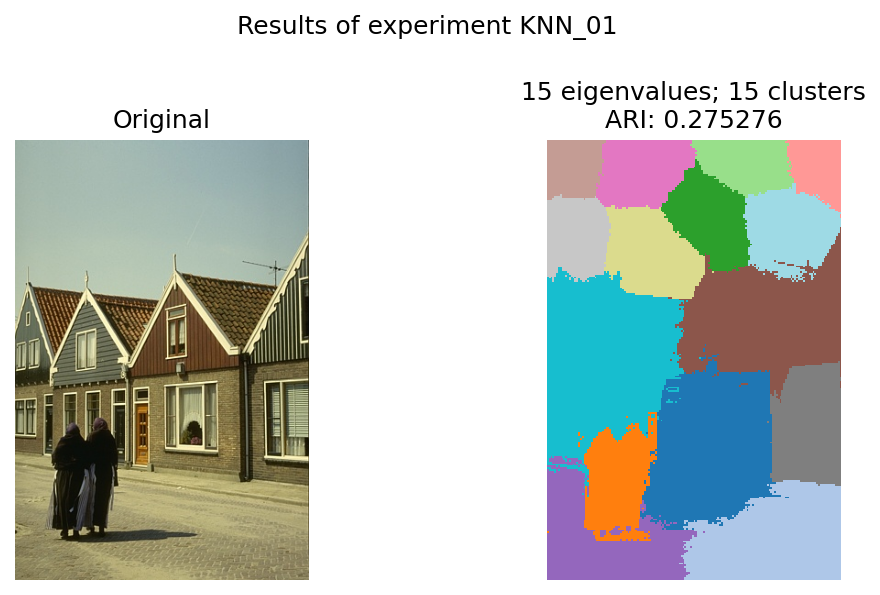 Results of experiment KNN_01
Original
15 eigenvalues; 15 clusters
ARI: 0.275276